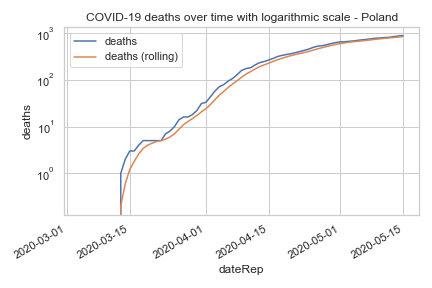 COVID-19 deaths over time with logarithmic scale - Poland
deaths
deaths (rolling)
10³
10²
10¹
10⁰
deaths
2020-03-01
2020-03-15
2020-04-01
2020-04-15
2020-05-01
2020-05-15
dateRep